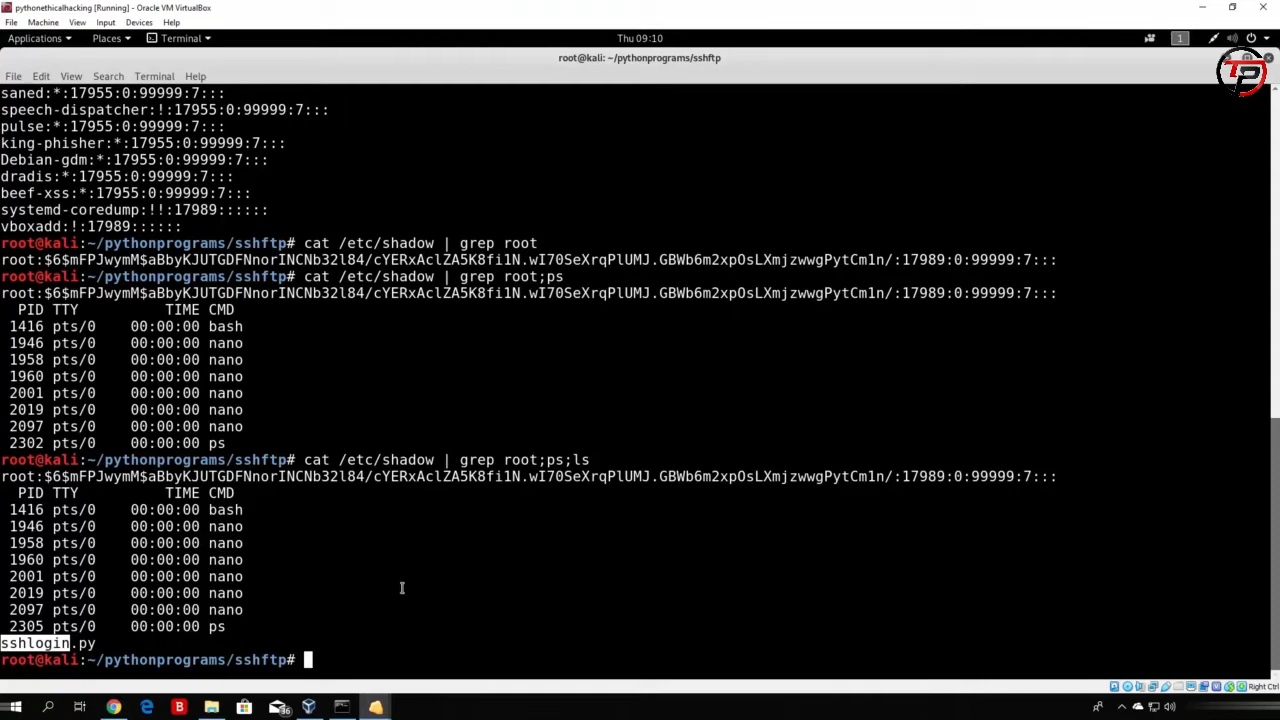 pythonethicalhacking [Running] - Oracle VM VirtualBox
File Machine View Input Devices Help
Applications Places Terminal Thu 09:10 1
root@kali: ~/pythonprograms/sshftp
File Edit View Search Terminal Help
TP
saned:*:17955:0:99999:7:::
speech-dispatcher:!:17955:0:99999:7:::
pulse:*:17955:0:99999:7:::
king-phisher:*:17955:0:99999:7:::
Debian-gdm:*:17955:0:99999:7:::
dradis:*:17955:0:99999:7:::
beef-xss:*:17955:0:99999:7:::
systemd-coredump:!!:17989::::::
vboxadd:!:17989::::::
root@kali:~/pythonprograms/sshftp# cat /etc/shadow | grep root
root:$6$mFPJwymM$aBbyKJUTGDFNnorINCNb32l84/cYERxAclZA5K8fi1N.wI70SeXrqPlUMJ.GBWb6m2xpOsLXmjzwwgPytCm1n/:17989:0:99999:7:::
root@kali:~/pythonprograms/sshftp# cat /etc/shadow | grep root;ps
root:$6$mFPJwymM$aBbyKJUTGDFNnorINCNb32l84/cYERxAclZA5K8fi1N.wI70SeXrqPlUMJ.GBWb6m2xpOsLXmjzwwgPytCm1n/:17989:0:99999:7:::
PID TTY TIME CMD
1416 pts/0 00:00:00 bash
1946 pts/0 00:00:00 nano
1958 pts/0 00:00:00 nano
1960 pts/0 00:00:00 nano
2001 pts/0 00:00:00 nano
2019 pts/0 00:00:00 nano
2097 pts/0 00:00:00 nano
2302 pts/0 00:00:00 ps
root@kali:~/pythonprograms/sshftp# cat /etc/shadow | grep root;ps;ls
root:$6$mFPJwymM$aBbyKJUTGDFNnorINCNb32l84/cYERxAclZA5K8fi1N.wI70SeXrqPlUMJ.GBWb6m2xpOsLXmjzwwgPytCm1n/:17989:0:99999:7:::
PID TTY TIME CMD
1416 pts/0 00:00:00 bash
1946 pts/0 00:00:00 nano
1958 pts/0 00:00:00 nano
1960 pts/0 00:00:00 nano
2001 pts/0 00:00:00 nano
2019 pts/0 00:00:00 nano
2097 pts/0 00:00:00 nano
2305 pts/0 00:00:00 ps
sshlogin.py
root@kali:~/pythonprograms/sshftp#
Right Ctrl
B 36